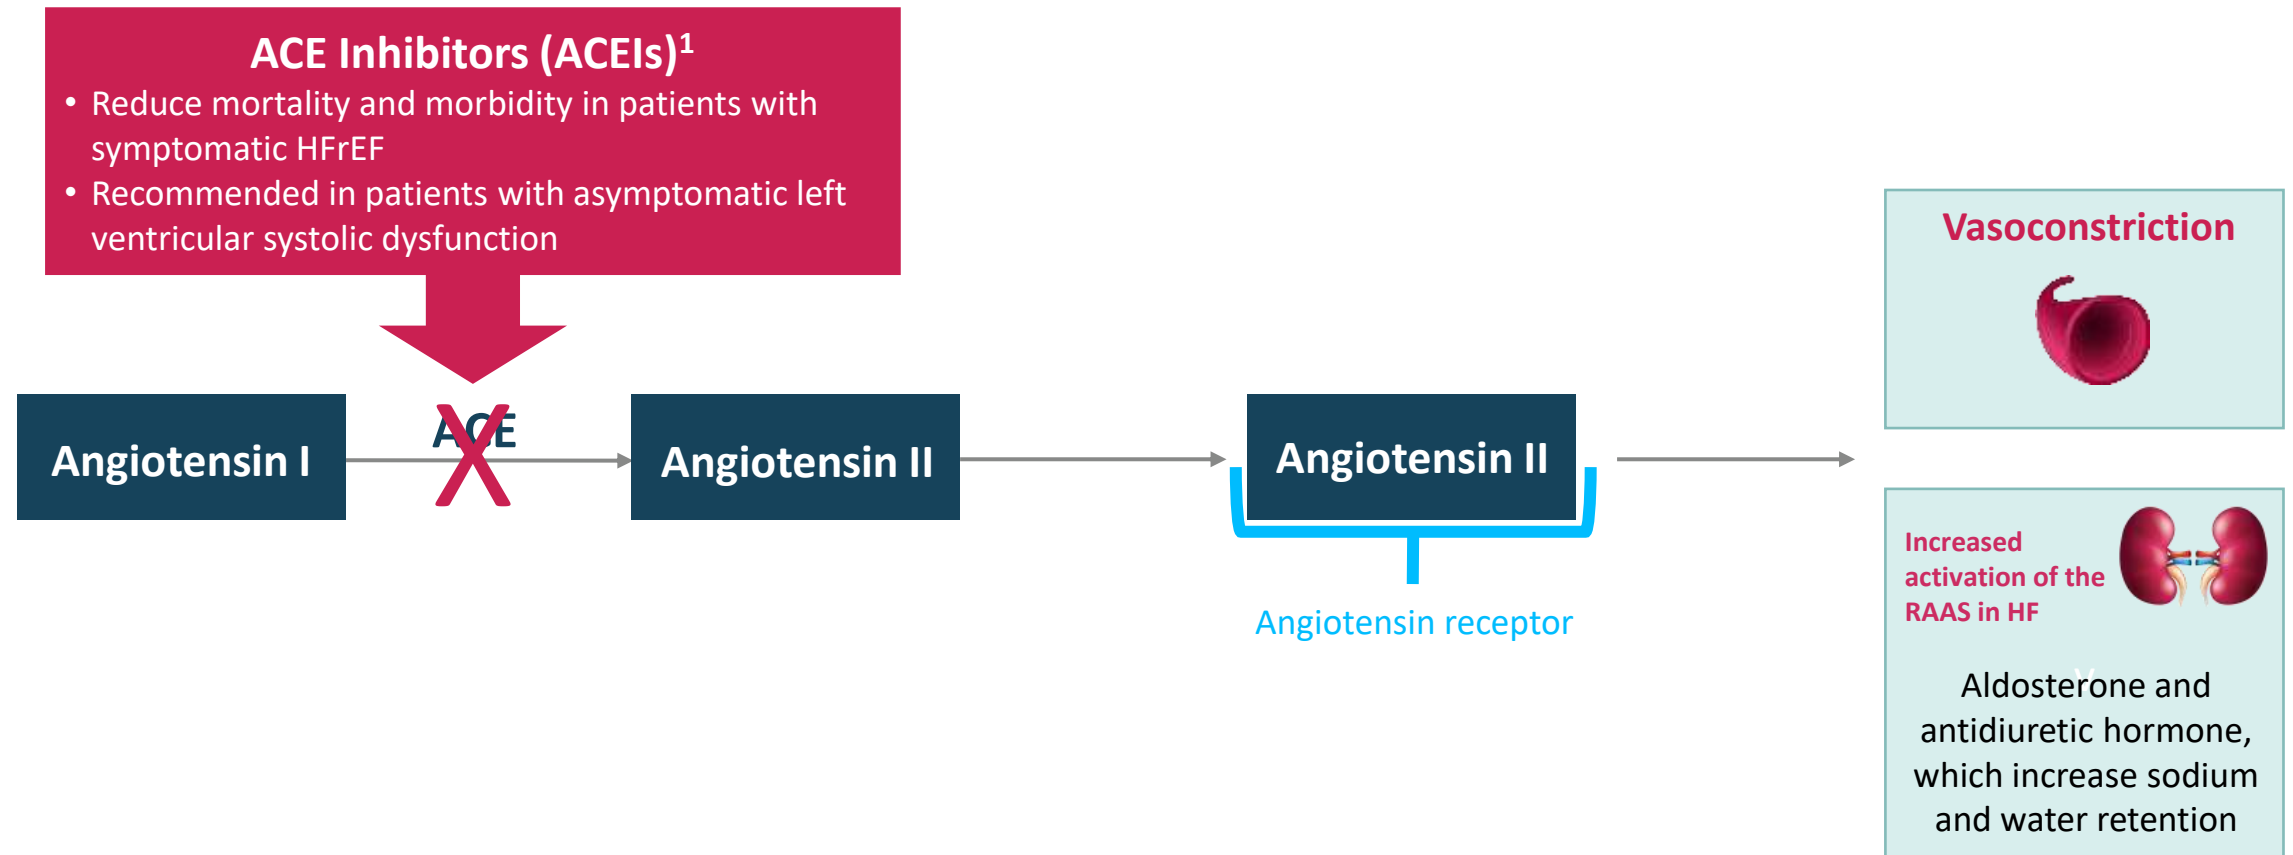 ACE Inhibitors (ACEIs)¹
• Reduce mortality and morbidity in patients with
symptomatic HFrEF
• Recommended in patients with asymptomatic left
ventricular systolic dysfunction
Angiotensin I
ACE
X
Angiotensin II
Angiotensin II
Angiotensin receptor
Vasoconstriction
Increased
activation of the
RAAS in HF
Aldosterone and
antidiuretic hormone,
which increase sodium
and water retention